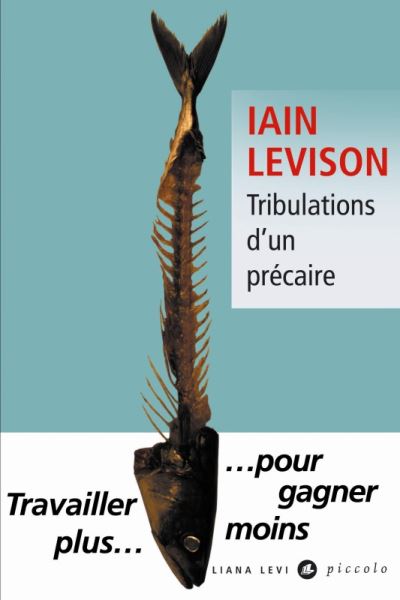 IAIN
LEVISON
Tribulations
d'un
précaire
Travailler
plus...
...pour
gagner
moins
LIANA LEVI piccolo